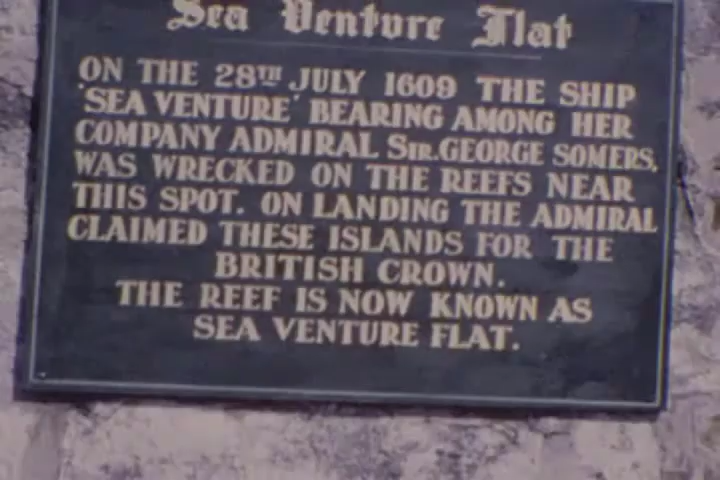 Sea Venture Flat
ON THE 28TH JULY 1609 THE SHIP
'SEA VENTURE' BEARING AMONG HER
COMPANY ADMIRAL SIR.GEORGE SOMERS,
WAS WRECKED ON THE REEFS NEAR
THIS SPOT. ON LANDING THE ADMIRAL
CLAIMED THESE ISLANDS FOR THE
BRITISH CROWN.
THE REEF IS NOW KNOWN AS
SEA VENTURE FLAT.